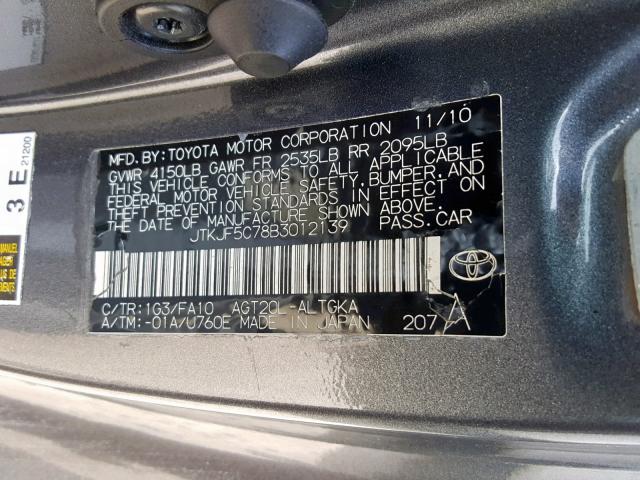 MFD. BY: TOYOTA MOTOR CORPORATION 11/10
GVWR 4150LB GAWR FR 2535LB RR 2095LB
THIS VEHICLE CONFORMS TO ALL APPLICABLE
FEDERAL MOTOR VEHICLE SAFETY, BUMPER, AND
THEFT PREVENTION STANDARDS IN EFFECT ON
THE DATE OF MANUFACTURE SHOWN ABOVE.
JTKJF5C78B3012139 PASS. CAR
C/TR: 1G3/FA10 AGT20L-ALTGKA
A/TM: -01A/U760E MADE IN JAPAN 207 A
3 E
21200